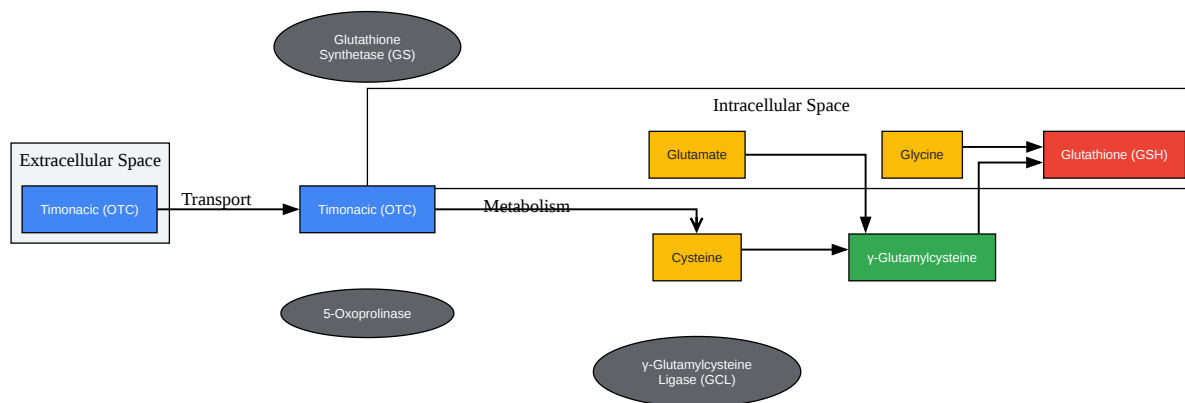 Glutathione
Synthetase (GS)
Intracellular Space
Extracellular Space
Glutamate
Glycine
Glutathione (GSH)
Timonacic (OTC)
Transport
Timonacic (OTC)
Metabolism
Cysteine
γ-Glutamylcysteine
5-Oxoprolinase
γ-Glutamylcysteine
Ligase (GCL)